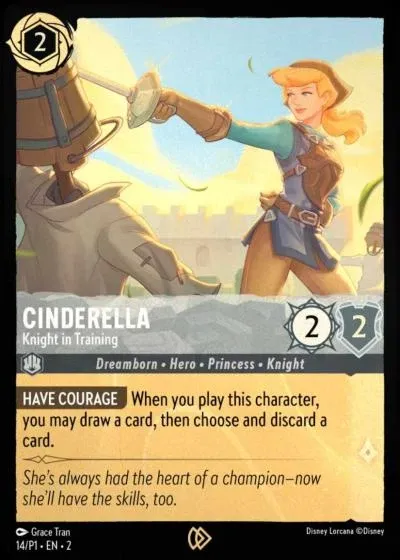 2
CINDERELLA
Knight in Training
2 2
Dreamborn • Hero • Princess • Knight
HAVE COURAGE When you play this character,
you may draw a card, then choose and discard a
card.
She's always had the heart of a champion—now
she'll have the skills, too.
Grace Tran
14/P1 • EN • 2
Disney Lorcana ©Disney